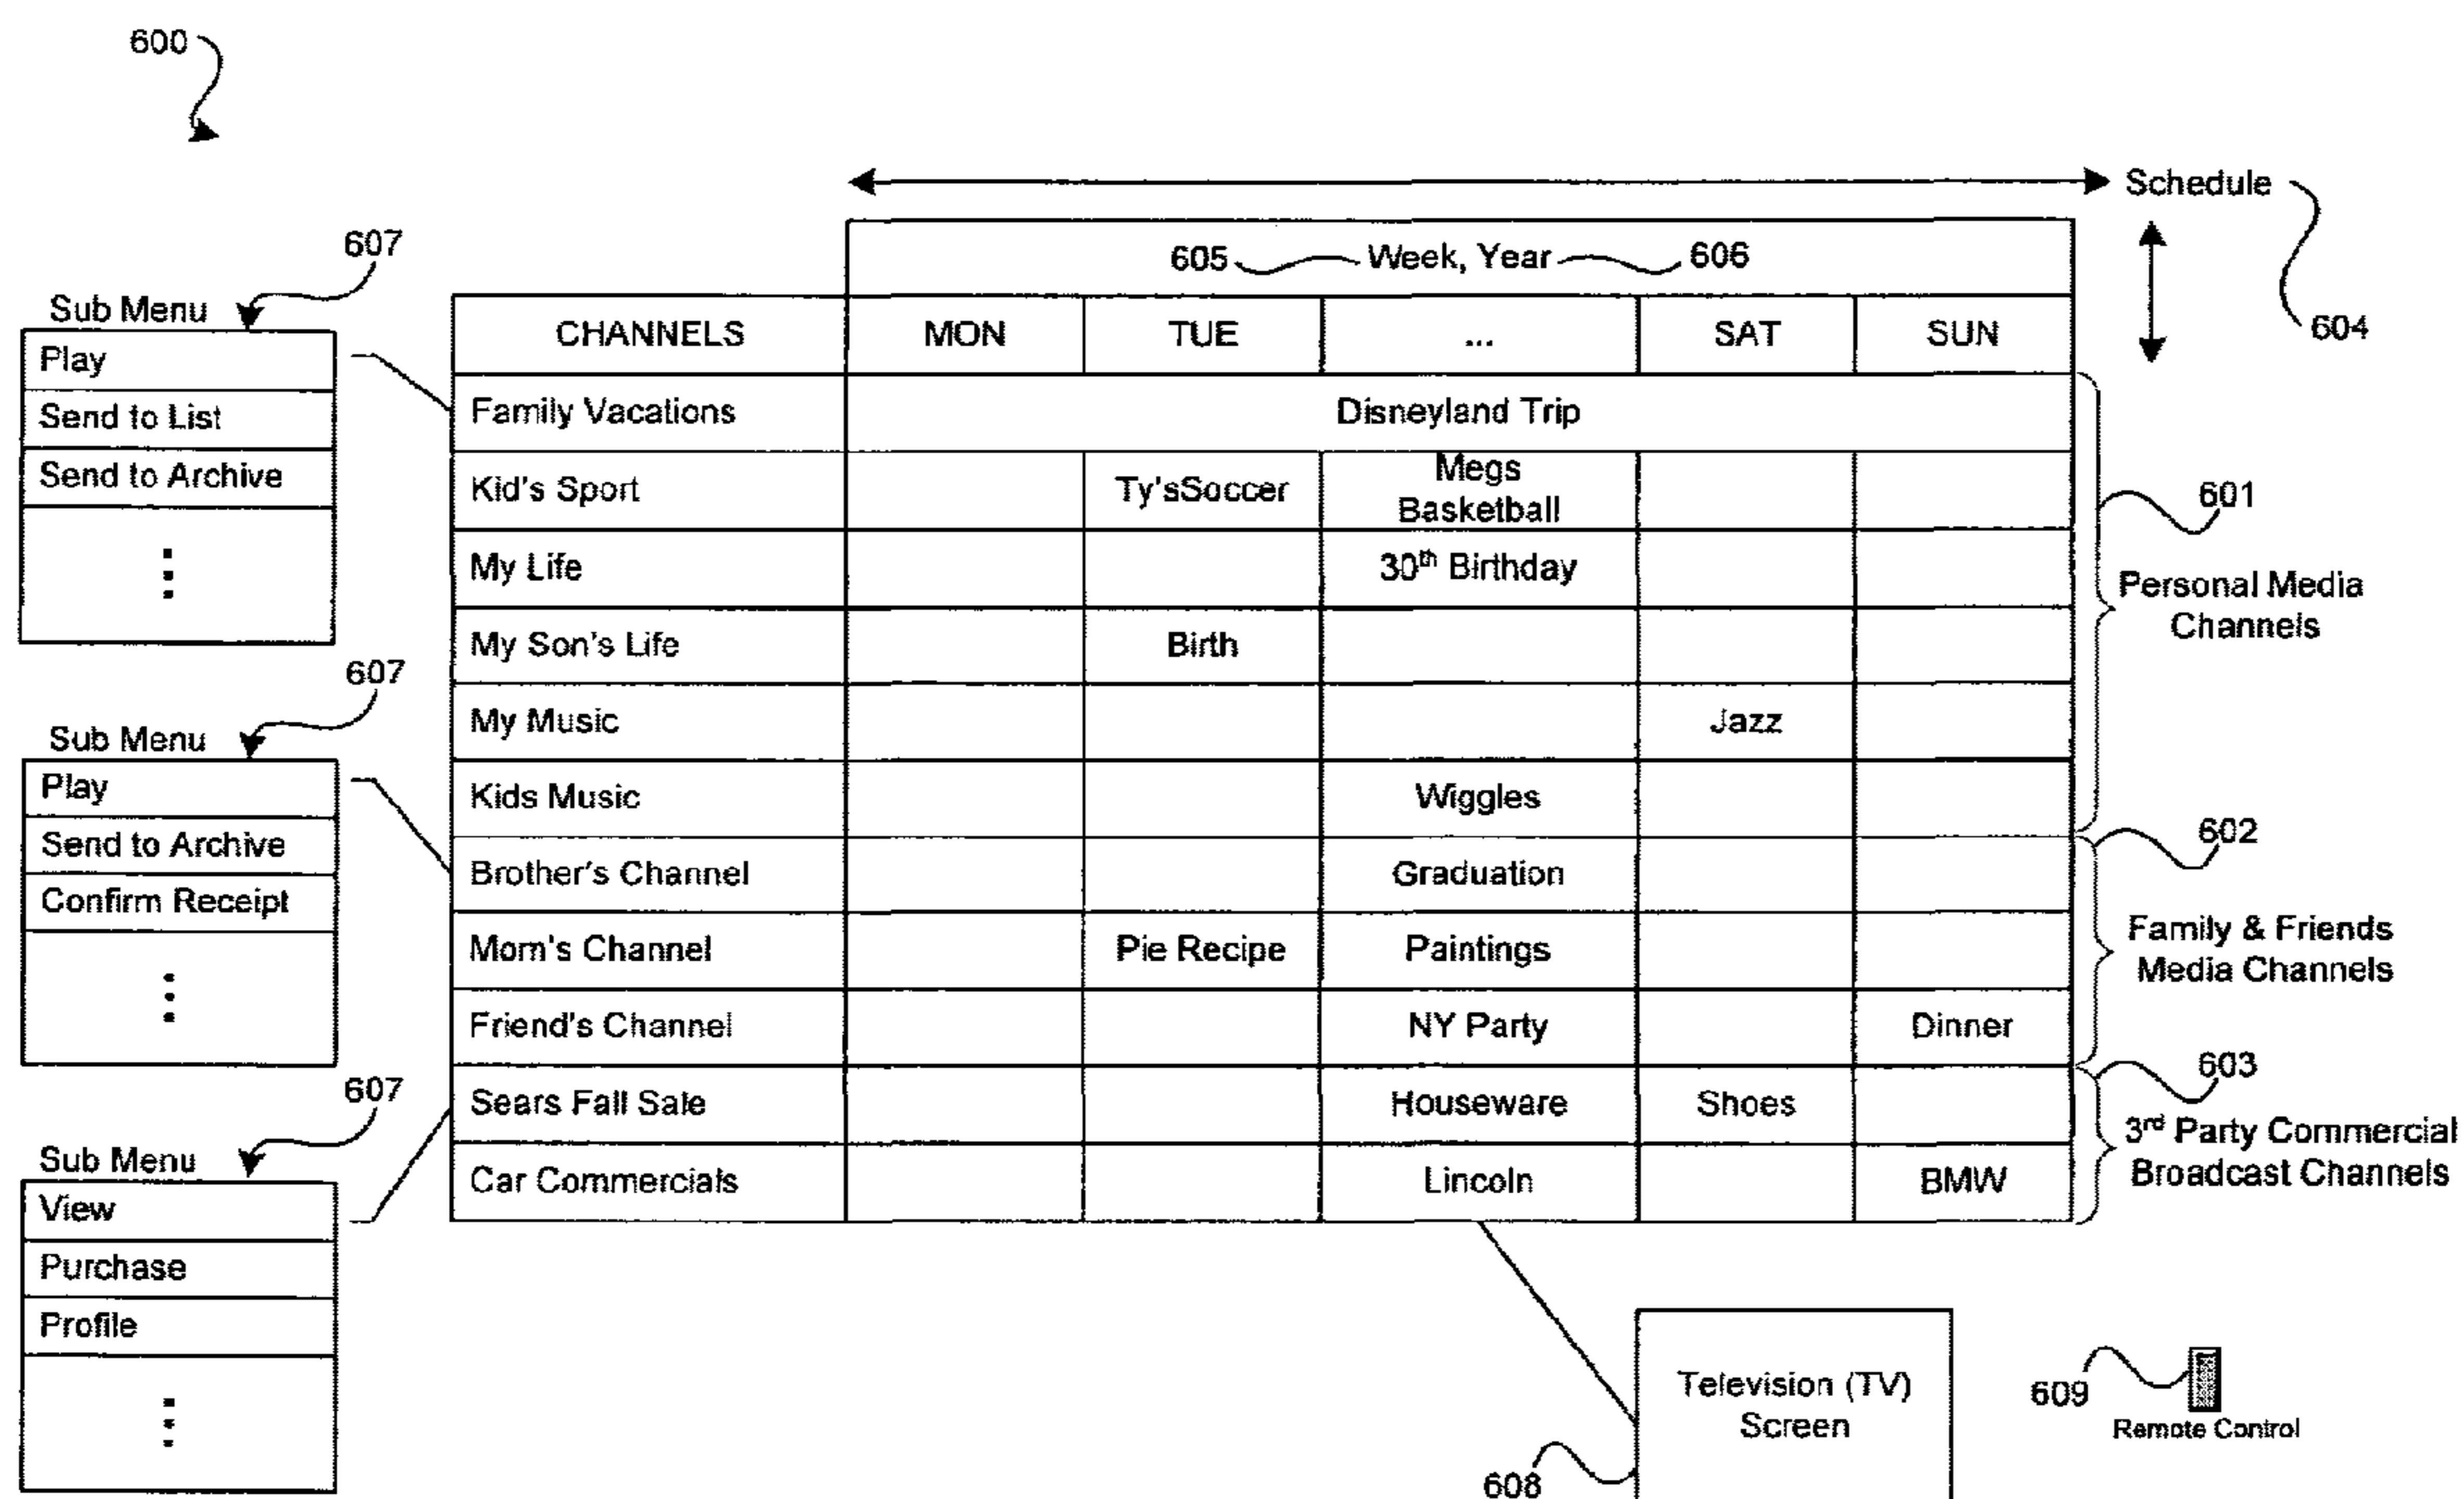 600
Schedule
604
605 Week, Year 606
CHANNELS MON TUE ... SAT SUN
Family Vacations Disneyland Trip
Kid's Sport Ty'sSoccer Megs
Basketball
My Life 30th Birthday
My Son's Life Birth
My Music Jazz
Kids Music Wiggles
Brother's Channel Graduation
Mom's Channel Pie Recipe Paintings
Friend's Channel NY Party Dinner
Sears Fall Sale Houseware Shoes
Car Commercials Lincoln BMW
607
Sub Menu
Play
Send to List
Send to Archive
607
Sub Menu
Play
Send to Archive
Confirm Receipt
607
Sub Menu
View
Purchase
Profile
601
Personal Media
Channels
602
Family & Friends
Media Channels
603
3rd Party Commercial
Broadcast Channels
Television (TV)
Screen
608
609
Remote Control